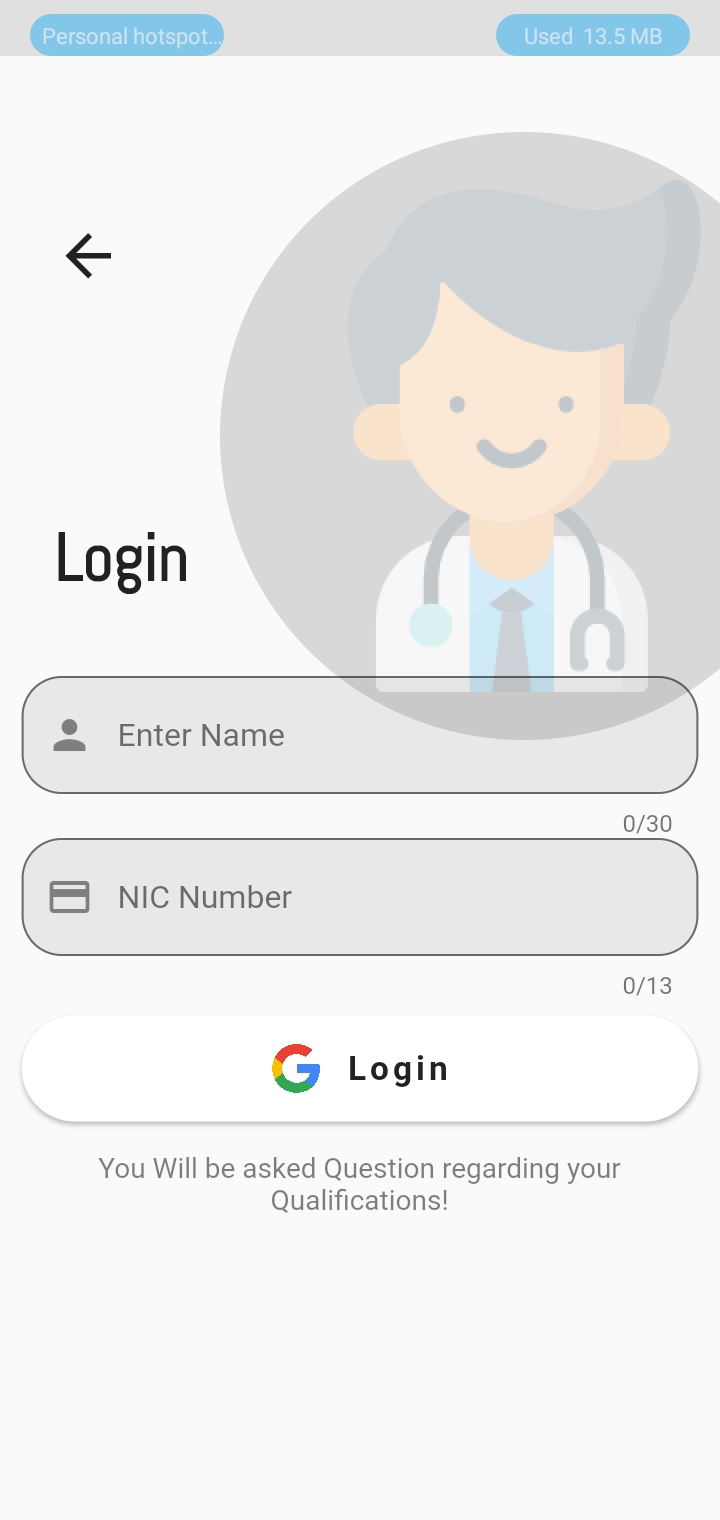 Personal hotspot...
Used 13.5 MB
Login
Enter Name
0/30
NIC Number
0/13
Login
You Will be asked Question regarding your
Qualifications!